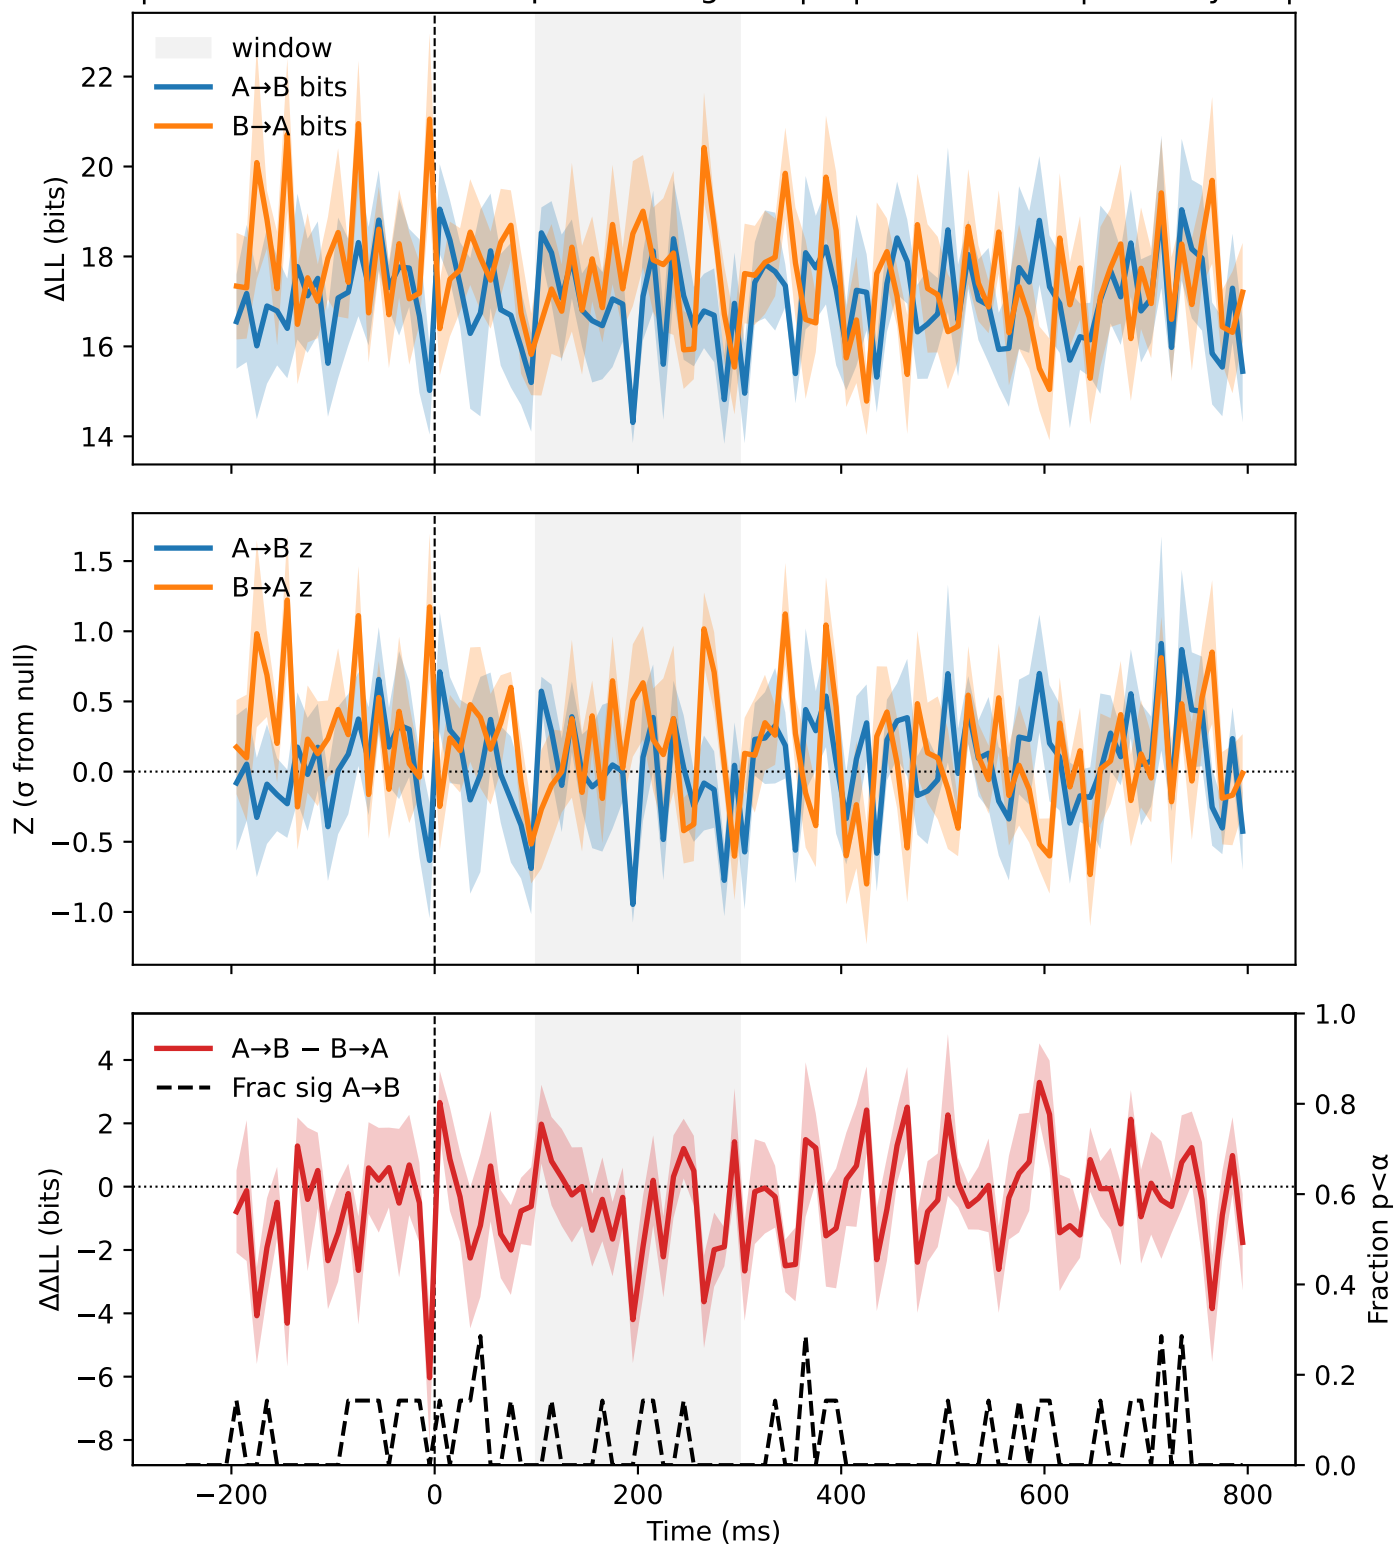 window
A→B bits
B→A bits
ΔLL (bits)
22
20
18
16
14
A→B z
B→A z
Z (σ from null)
1.5
1.0
0.5
0.0
−0.5
−1.0
A→B − B→A
Frac sig A→B
ΔΔLL (bits)
4
2
0
−2
−4
−6
−8
1.0
0.8
0.6
0.4
0.2
0.0
Fraction p<α
−200
0
200
400
600
800
Time (ms)